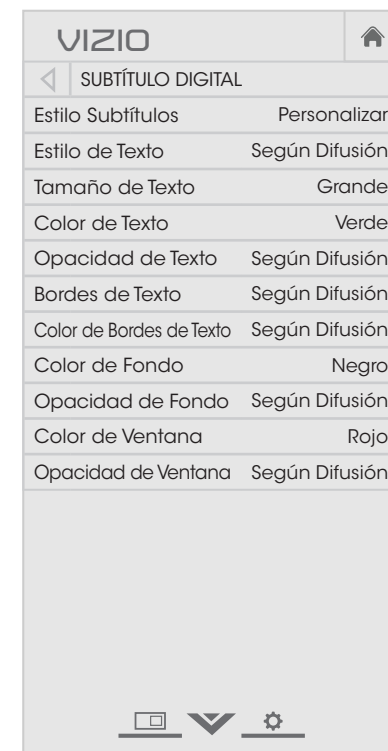 VIZIO
SUBTÍTULO DIGITAL
Estilo Subtítulos Personalizar
Estilo de Texto Según Difusión
Tamaño de Texto Grande
Color de Texto Verde
Opacidad de Texto Según Difusión
Bordes de Texto Según Difusión
Color de Bordes de Texto Según Difusión
Color de Fondo Negro
Opacidad de Fondo Según Difusión
Color de Ventana Rojo
Opacidad de Ventana Según Difusión